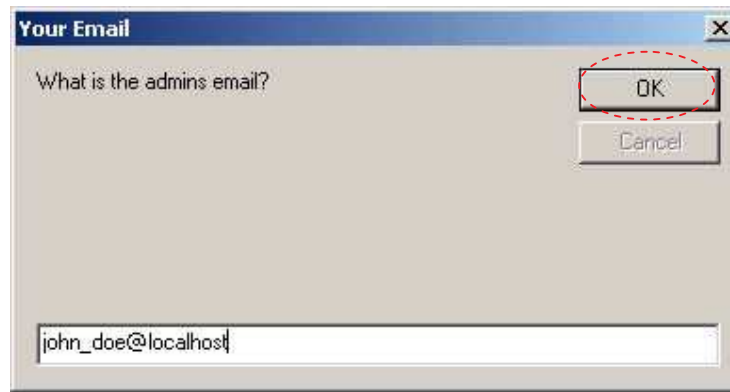 Your Email
What is the admins email?
OK
Cancel
john_doe@localhost